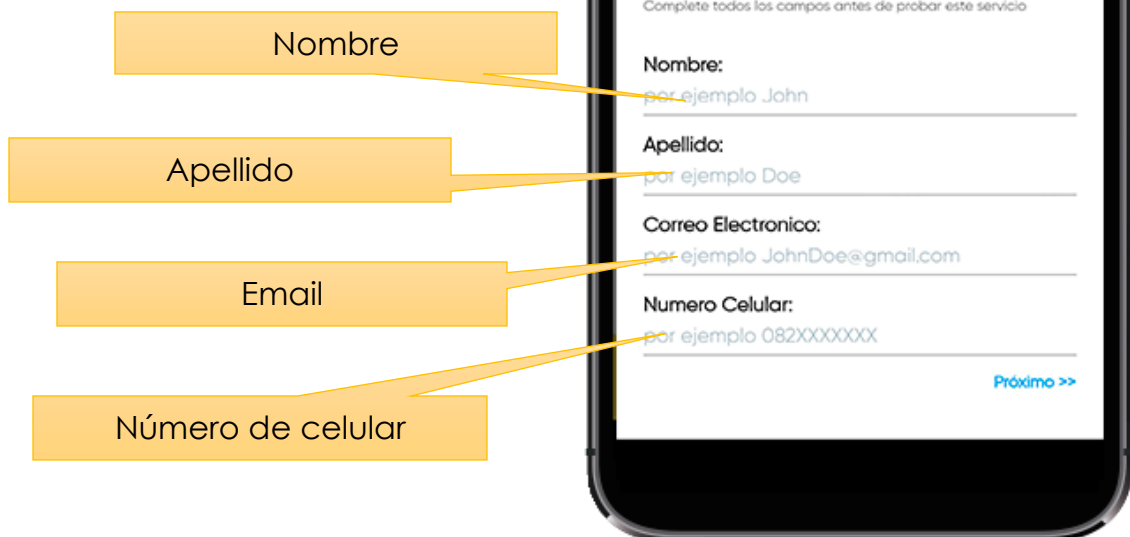 Complete todos los campos antes de probar este servicio
Nombre
Nombre:
por ejemplo John
Apellido
Apellido:
por ejemplo Doe
Email
Correo Electronico:
por ejemplo JohnDoe@gmail.com
Número de celular
Numero Celular:
por ejemplo 082XXXXXXX
Próximo >>